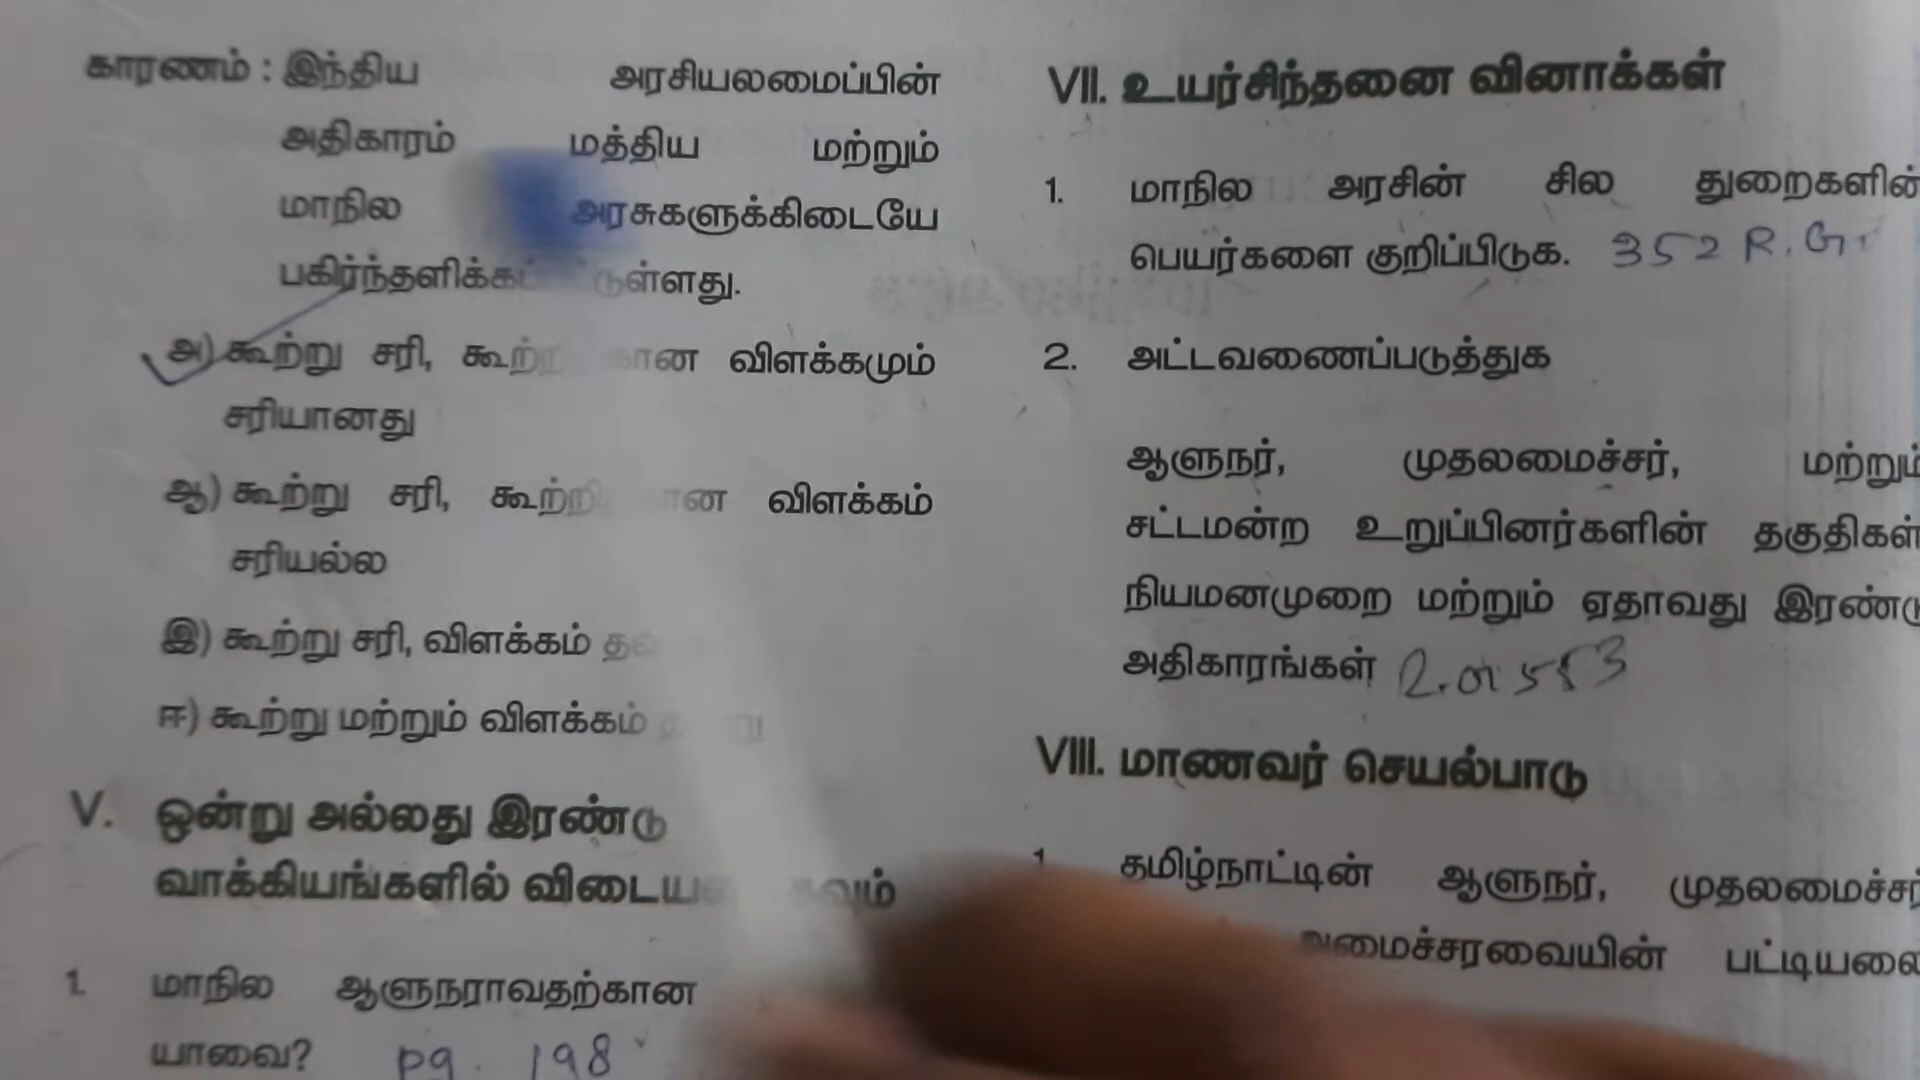 காரணம் : இந்திய அரசியலமைப்பின்
அதிகாரம் மத்திய மற்றும்
மாநில அரசுகளுக்கிடையே
அ) கூற்று சரி, விளக்கமும்
சரியானது
ஆ) கூற்று சரி, விளக்கம்
சரியல்ல
இ) கூற்று சரி, விளக்கம்
ஈ) கூற்று மற்றும் விளக்கம்
V. ஒன்று அல்லது இரண்டு
வாக்கியங்களில்
1. மாநில ஆளுநராவதற்கான
யாவை? pg. 198
VII. உயர்சிந்தனை வினாக்கள்
1. மாநில அரசின் சில துறைகளின்
பெயர்களை குறிப்பிடுக. 352 R.G
2. அட்டவணைப்படுத்துக
ஆளுநர், முதலமைச்சர், மற்றும்
சட்டமன்ற உறுப்பினர்களின் தகுதிகள்
நியமனமுறை மற்றும் ஏதாவது இரண்டு
அதிகாரங்கள்
VIII. மாணவர் செயல்பாடு
1. தமிழ்நாட்டின் ஆளுநர், முதலமைச்சர்
அமைச்சரவையின் பட்டியலை